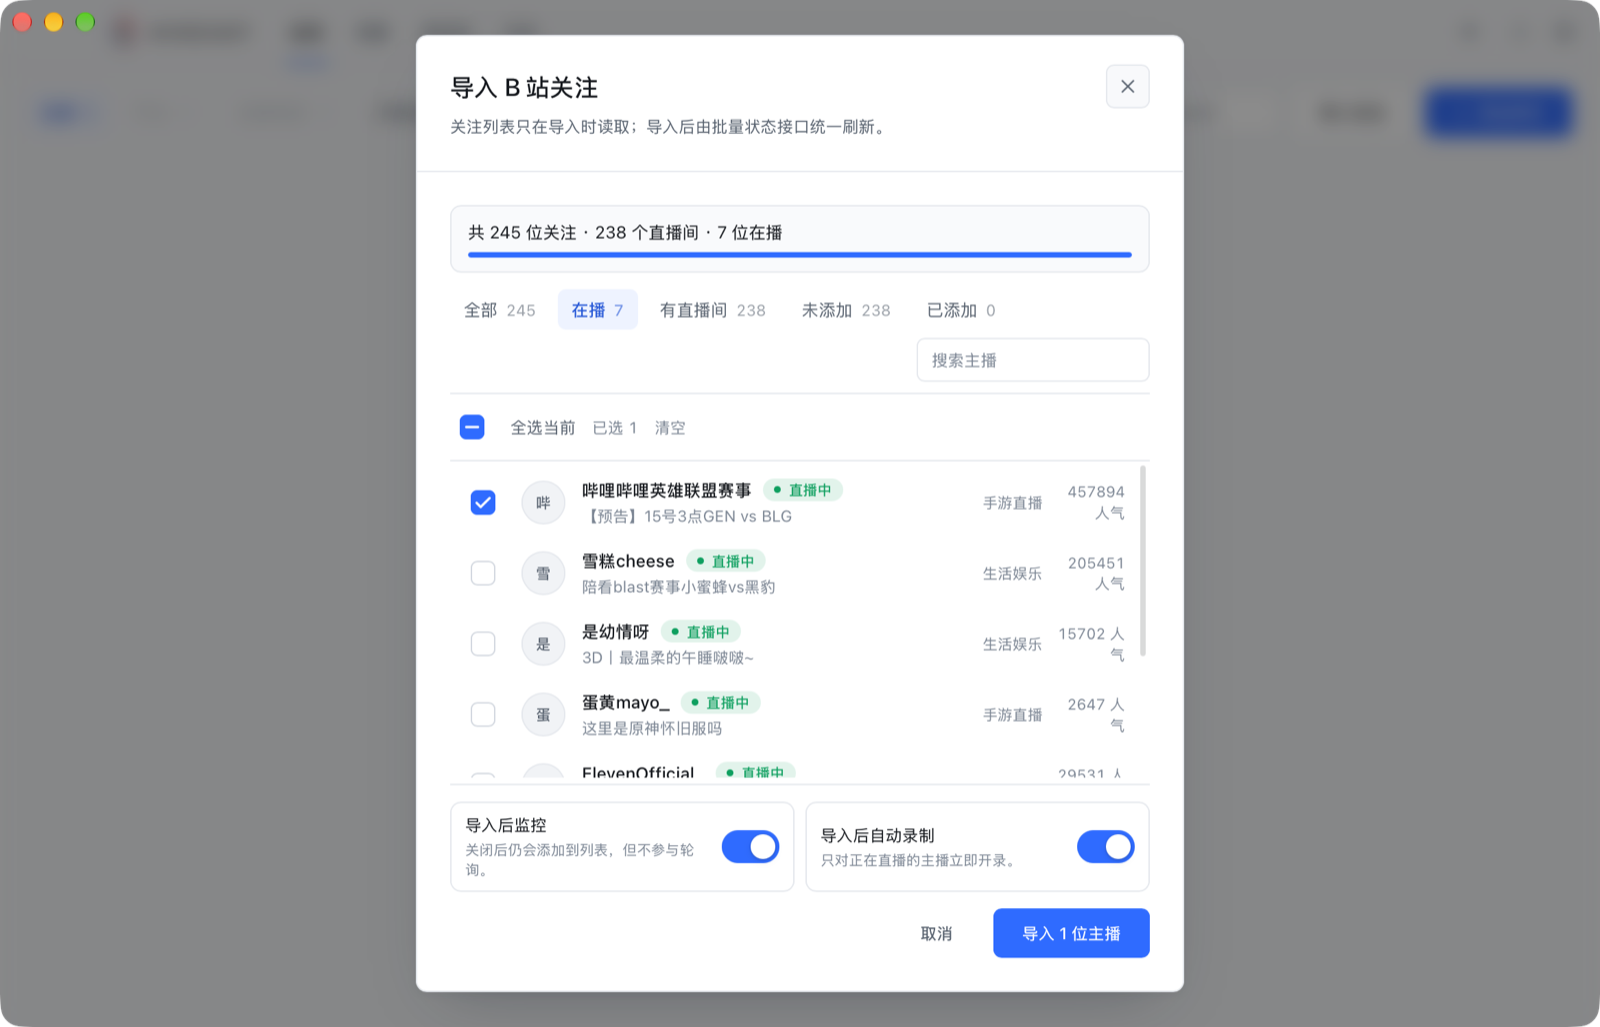 导入 B 站关注
关注列表只在导入时读取；导入后由批量状态接口统一刷新。
共 245 位关注 · 238 个直播间 · 7 位在播
全部 245 在播 7 有直播间 238 未添加 238 已添加 0
搜索主播
全选当前 已选 1 清空
哔 哔哩哔哩英雄联盟赛事 直播中
【预告】15号3点GEN vs BLG
手游直播 457894 人气
雪 雪糕cheese 直播中
陪看blast赛事小蜜蜂vs黑豹
生活娱乐 205451 人气
是 是幼情呀 直播中
3D丨最温柔的午睡啵啵~
生活娱乐 15702 人气
蛋 蛋黄mayo_ 直播中
这里是原神怀旧服吗
手游直播 2647 人气
ElevenOfficial 直播中
29531 人
导入后监控
关闭后仍会添加到列表，但不参与轮
询。
导入后自动录制
只对正在直播的主播立即开录。
取消 导入 1 位主播